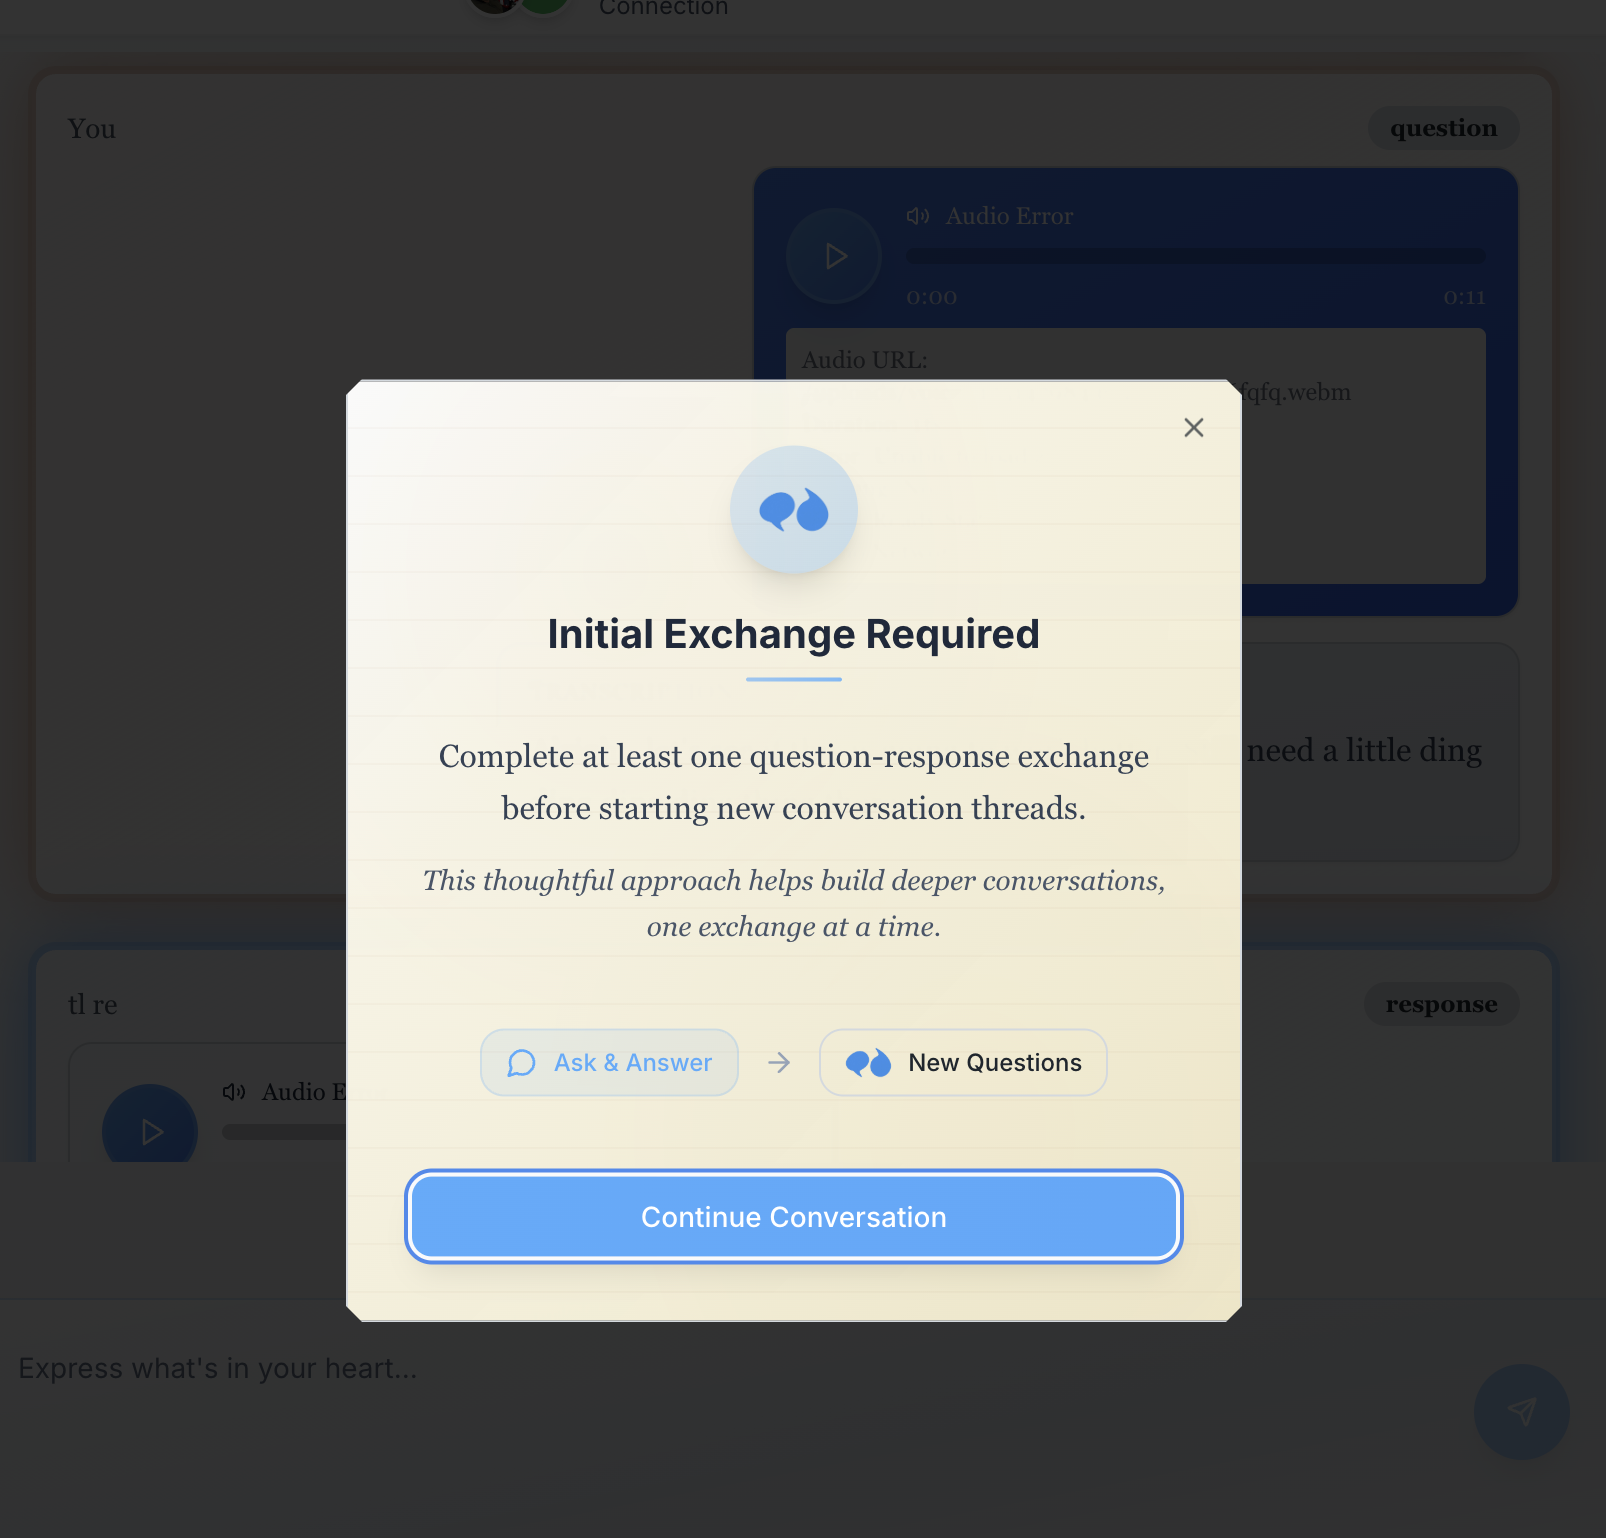 Connection
You
question
Audio Error
0:00
0:11
Audio URL:
fqfq.webm
Initial Exchange Required
Complete at least one question-response exchange
before starting new conversation threads.
This thoughtful approach helps build deeper conversations,
one exchange at a time.
Ask & Answer
New Questions
Continue Conversation
need a little ding
tl re
response
Audio E
Express what's in your heart...